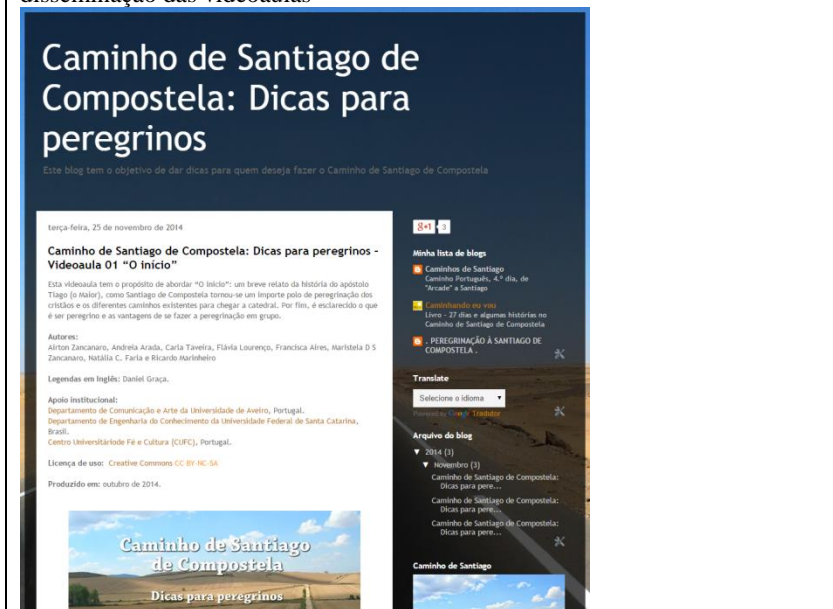 disseminação das videoaulas
Caminho de Santiago de
Compostela: Dicas para
peregrinos
Este blog tem o objetivo de dar dicas para quem deseja fazer o Caminho de Santiago de Compostela
terça-feira, 25 de novembro de 2014
Caminho de Santiago de Compostela: Dicas para peregrinos -
Videoaula 01 "O início"
Esta videoaula tem o propósito de abordar "O início": um breve relato da história do apóstolo
Tiago (o Maior), como Santiago de Compostela tornou-se um importe polo de peregrinação dos
cristãos e os diferentes caminhos existentes para chegar a catedral. Por fim, é esclarecido o que
é ser peregrino e as vantagens de se fazer a peregrinação em grupo.
Autores:
Airton Zancanaro, Andreia Arada, Carla Taveira, Flávia Lourenço, Francisca Aires, Maristela D S
Zancanaro, Natália C. Faria e Ricardo Marinheiro
Legendas em Inglês: Daniel Graça.
Apoio institucional:
Departamento de Comunicação e Arte da Universidade de Aveiro, Portugal.
Departamento de Engenharia do Conhecimento da Universidade Federal de Santa Catarina,
Brasil.
Centro Universitáriode Fé e Cultura (CUFC), Portugal.
Licença de uso: Creative Commons CC BY-NC-SA
Produzido em: outubro de 2014.
Caminho de Santiago
de Compostela
Dicas para peregrinos
g+1 3
Minha lista de blogs
Caminhos de Santiago
Caminho Português, 4.º dia, de
"Arcade" a Santiago
Caminhando eu vou
Livro - 27 dias e algumas histórias no
Caminho de Santiago de Compostela
. PEREGRINAÇÃO À SANTIAGO DE
COMPOSTELA .
Translate
Selecione o idioma
Powered by Google Tradutor
Arquivo do blog
▼ 2014 (3)
▼ Novembro (3)
Caminho de Santiago de Compostela:
Dicas para pere...
Caminho de Santiago de Compostela:
Dicas para pere...
Caminho de Santiago de Compostela:
Dicas para pere...
Caminho de Santiago